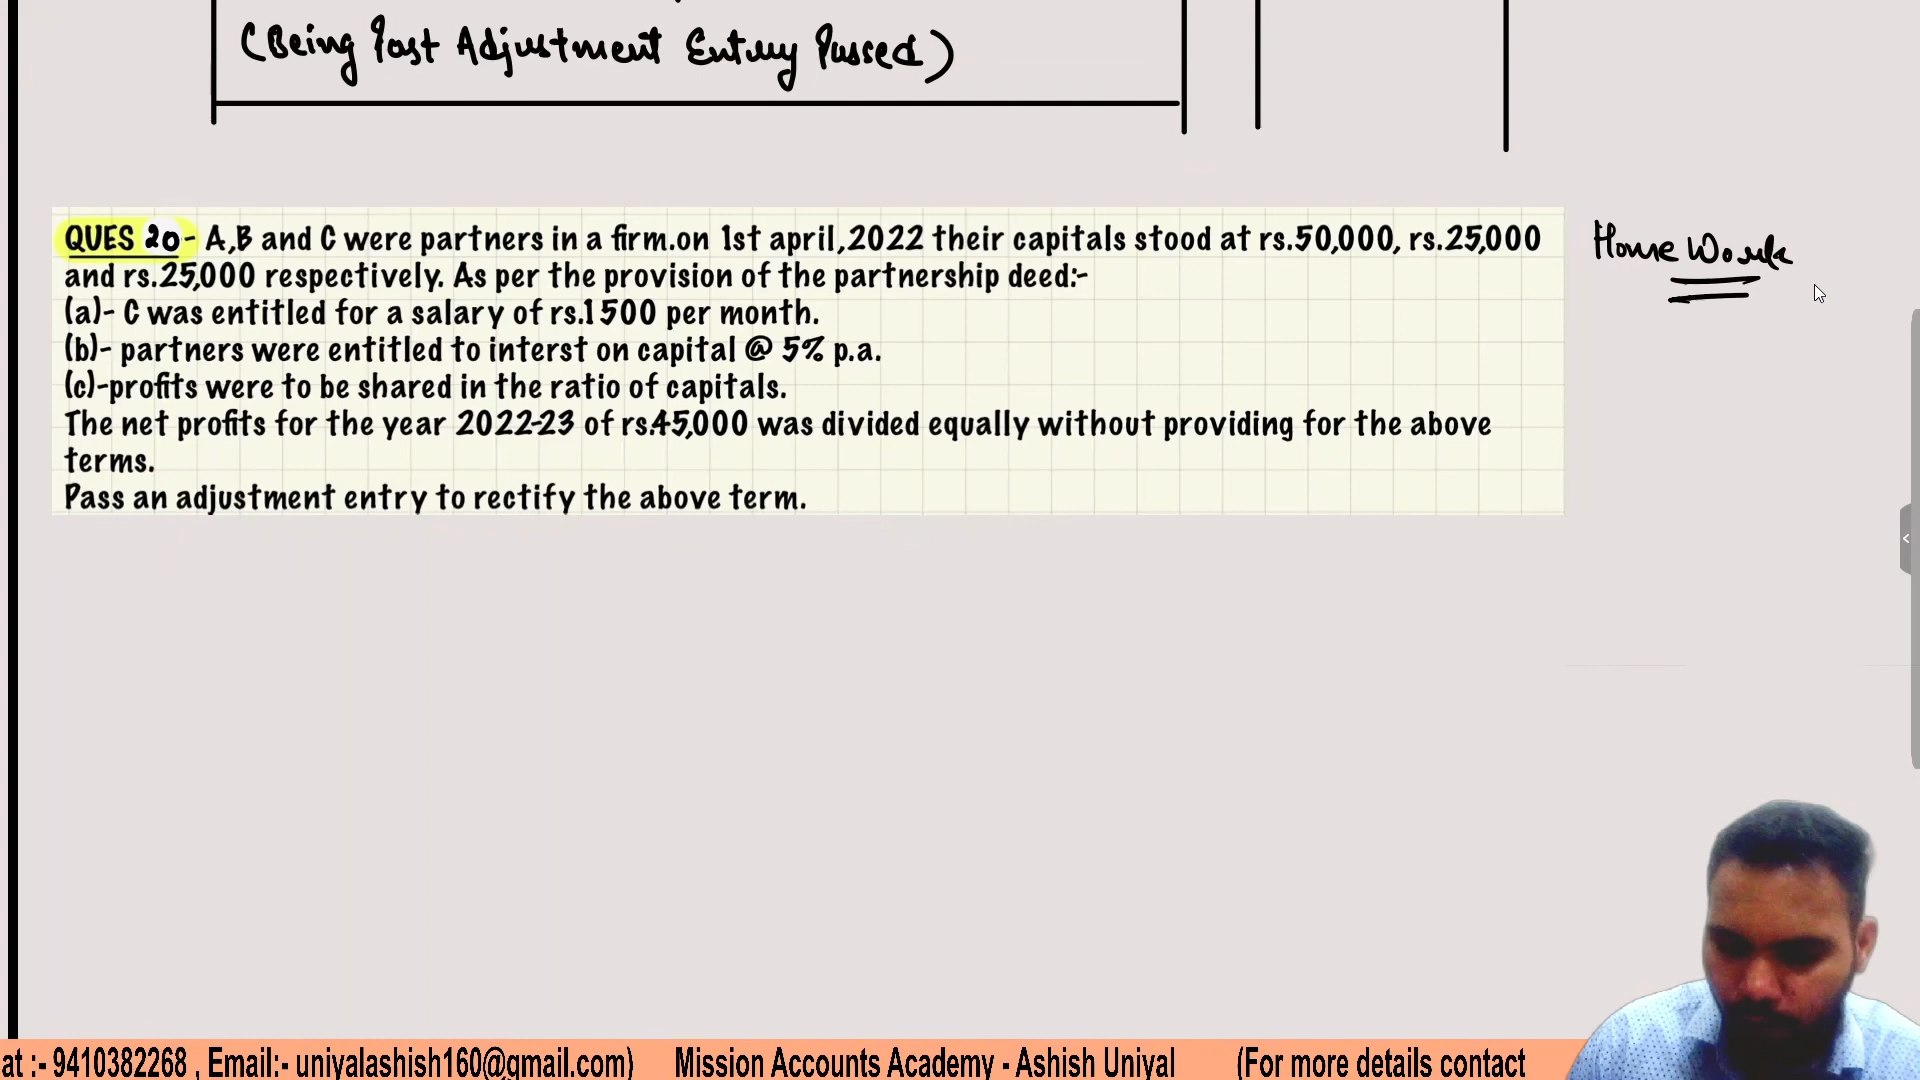 (Being Past Adjustment Entry Passed)
QUES 20- A,B and C were partners in a firm.on 1st april,2022 their capitals stood at rs.50,000, rs.25,000
and rs.25,000 respectively. As per the provision of the partnership deed:-
(a)- C was entitled for a salary of rs.1500 per month.
(b)- partners were entitled to interst on capital @ 5% p.a.
(c)-profits were to be shared in the ratio of capitals.
The net profits for the year 2022-23 of rs.45,000 was divided equally without providing for the above
terms.
Pass an adjustment entry to rectify the above term.
Home Work
at :- 9410382268 , Email:- uniyalashish160@gmail.com) Mission Accounts Academy - Ashish Uniyal (For more details contact